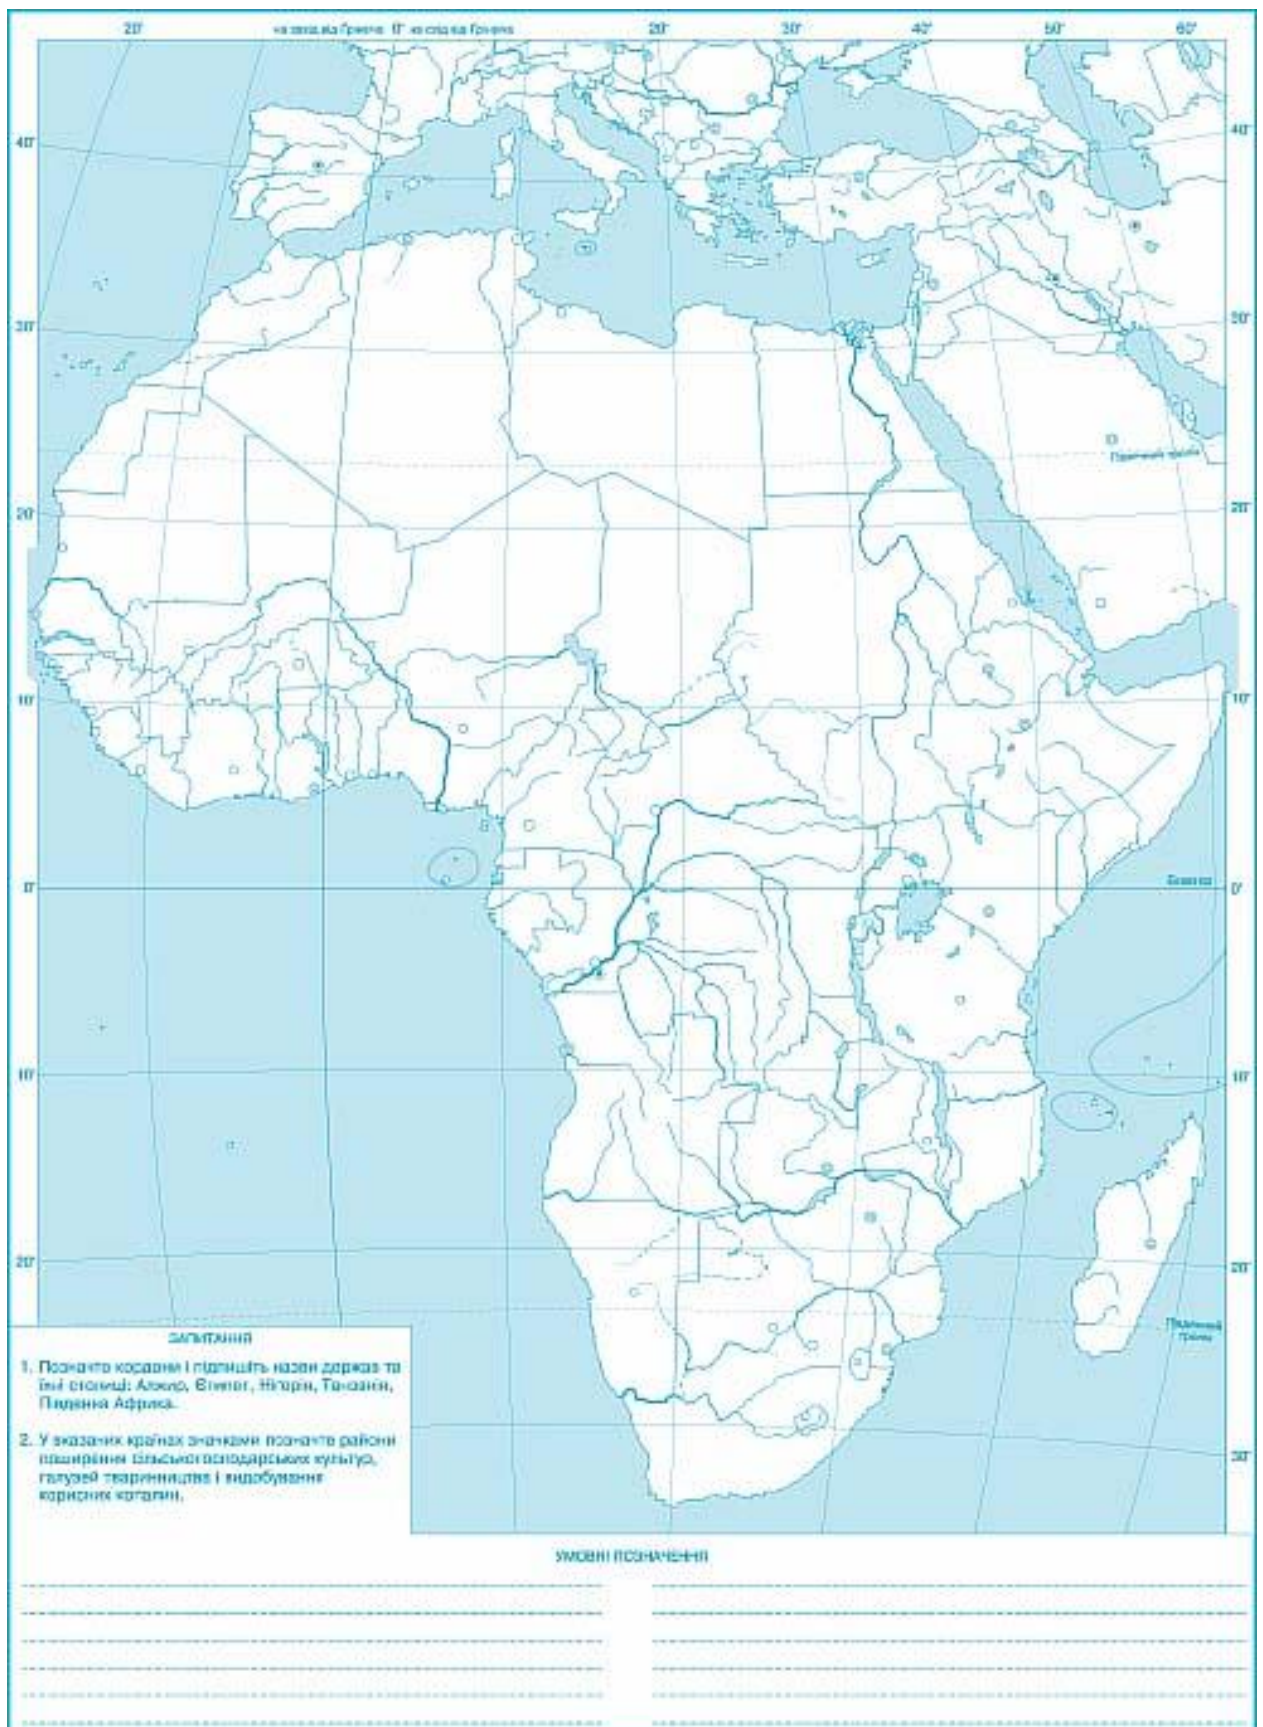 20° на захід від Гринвіча 0° на схід від Гринвіча 20° 30° 40° 50° 60°
40° 40°
30° 30°
Північний тропік
20° 20°
10° 10°
0° Екватор 0°
10° 10°
20° 20°
Південний
тропік
30°
ЗАПИТАННЯ
1. Позначте кордони і підпишіть назви держав та
їхні столиці: Алжир, Єгипет, Нігерія, Танзанія,
Південна Африка.
2. У вказаних країнах значками позначте райони
поширення сільськогосподарських культур,
галузей тваринництва і видобування
корисних копалин.
УМОВНІ ПОЗНАЧЕННЯ